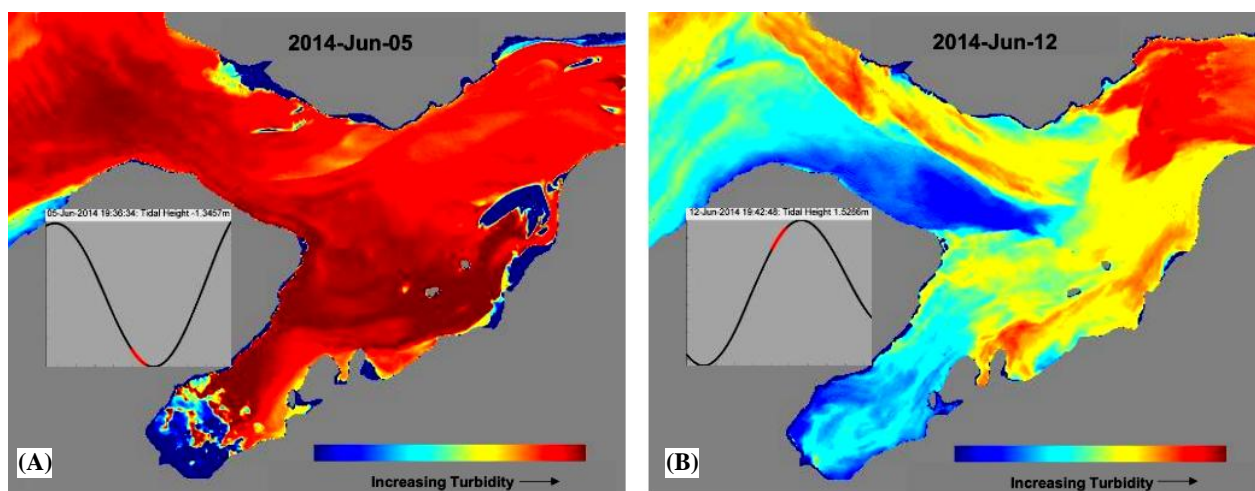 2014-Jun-05
05-Jun-2014 19:36:34: Tidal Height -1.3457m
(A)
Increasing Turbidity →
2014-Jun-12
12-Jun-2014 19:42:48: Tidal Height 1.5266m
(B)
Increasing Turbidity →